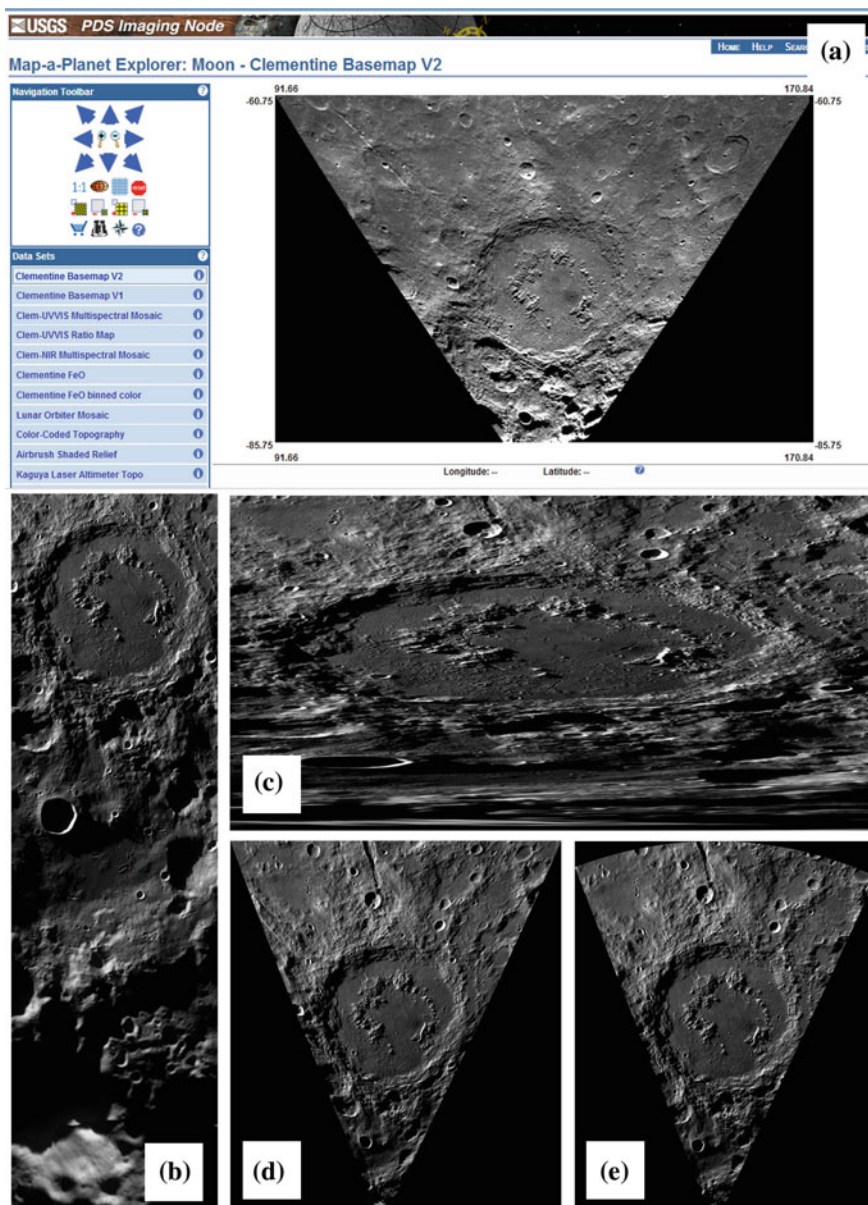 USGS PDS Imaging Node
HOME HELP
(a)
Map-a-Planet Explorer: Moon - Clementine Basemap V2
Navigation Toolbar ?
1:1
RESET
?
Data Sets ?
Clementine Basemap V2
Clementine Basemap V1
Clem-UVVIS Multispectral Mosaic
Clem-UVVIS Ratio Map
Clem-NIR Multispectral Mosaic
Clementine FeO
Clementine FeO binned color
Lunar Orbiter Mosaic
Color-Coded Topography
Airbrush Shaded Relief
Kaguya Laser Altimeter Topo
91.66 170.84
-60.75 -60.75
-85.75 -85.75
91.66 170.84
Longitude: -- Latitude: -- ?
(b)
(c)
(d)
(e)